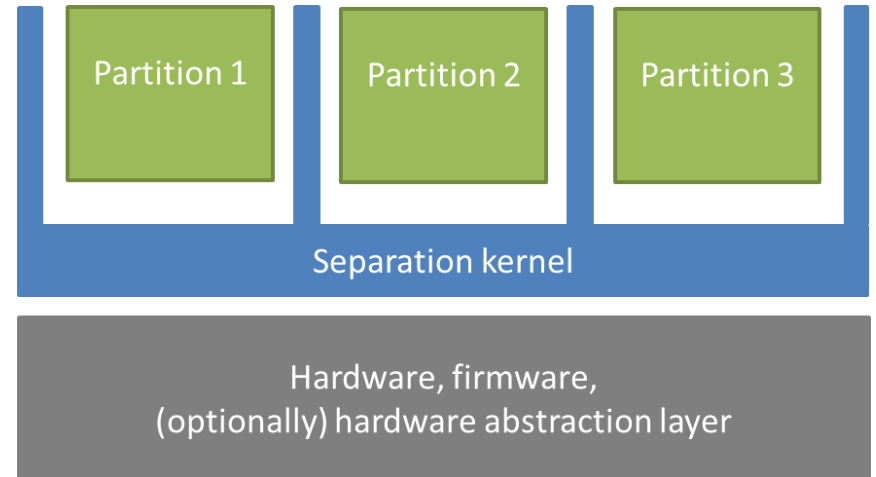 Partition 1
Partition 2
Partition 3
Separation kernel
Hardware, firmware,
(optionally) hardware abstraction layer